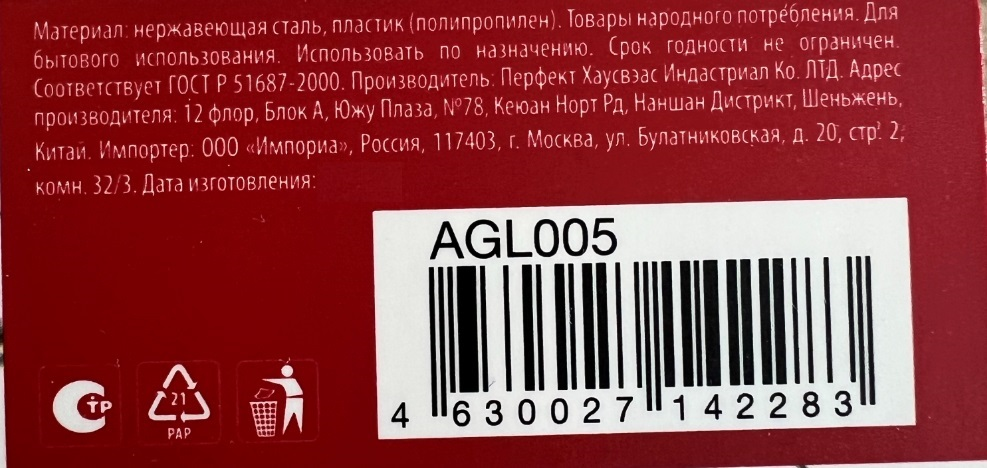 Материал: нержавеющая сталь, пластик (полипропилен). Товары народного потребления. Для
бытового использования. Использовать по назначению. Срок годности не ограничен.
Соответствует ГОСТ Р 51687-2000. Производитель: Перфект Хаусвэас Индастриал Ко. ЛТД. Адрес
производителя: 12 флор, Блок А, Южу Плаза, №78, Кеюан Норт Рд, Наншан Дистрикт, Шеньжень,
Китай. Импортер: ООО «Импориа», Россия, 117403, г. Москва, ул. Булатниковская, д. 20, стр. 2,
комн. 32/3. Дата изготовления:
AGL005
4 630027 142283
СТР
21
PAP